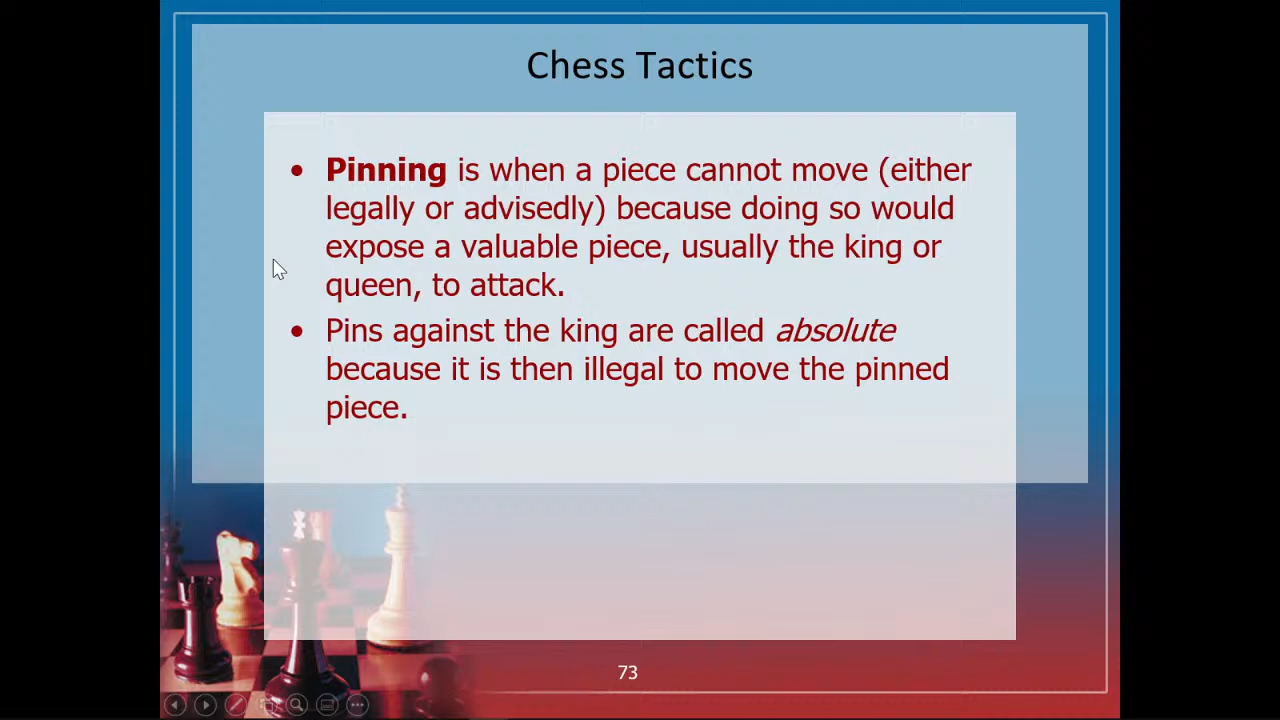 Chess Tactics
• Pinning is when a piece cannot move (either
legally or advisedly) because doing so would
expose a valuable piece, usually the king or
queen, to attack.
• Pins against the king are called absolute
because it is then illegal to move the pinned
piece.
73